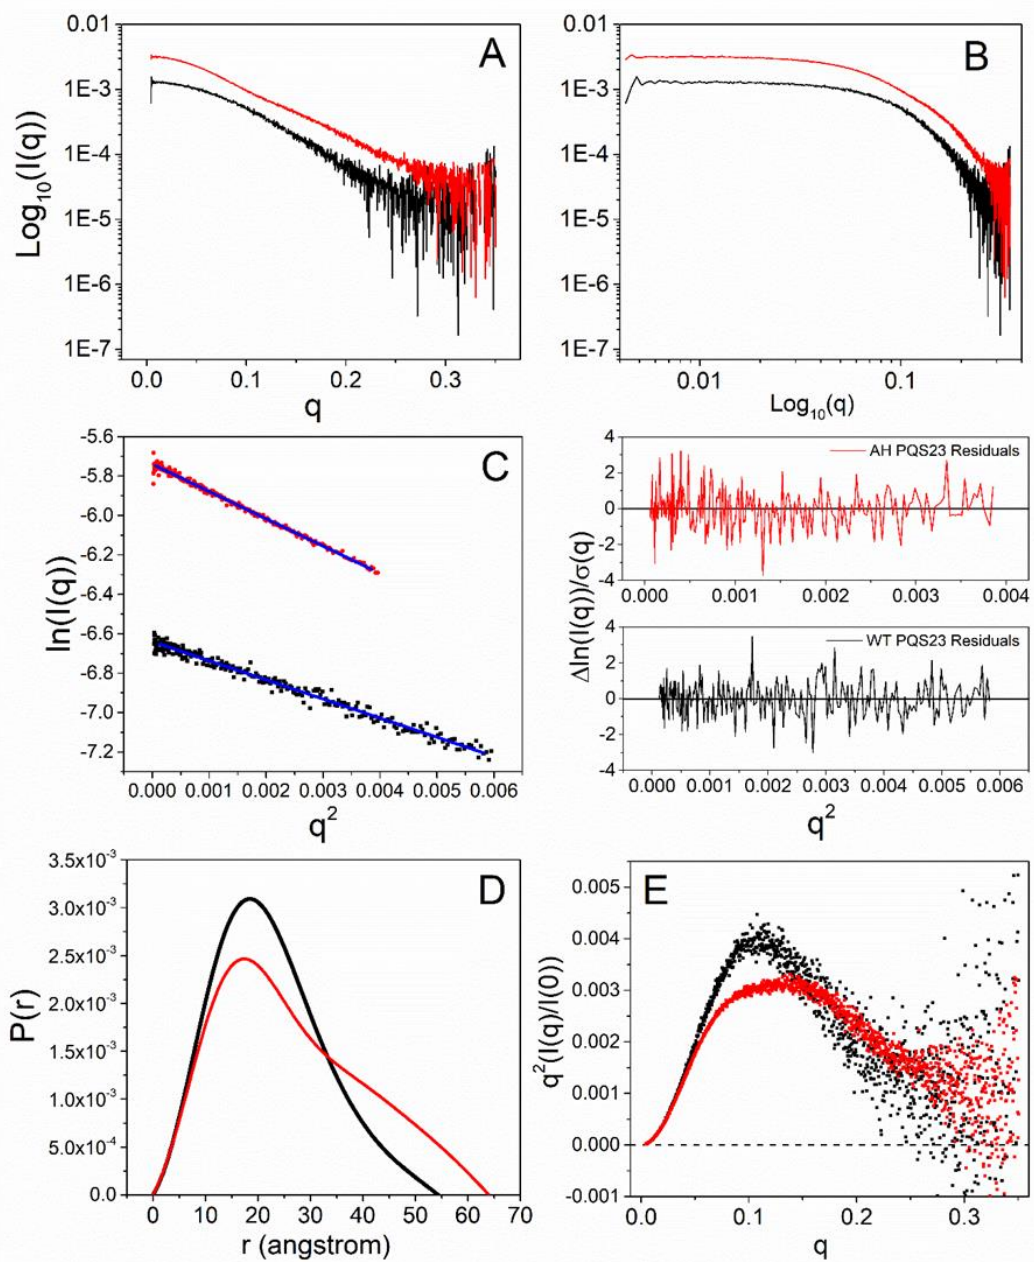 A
0.01
1E-3
1E-4
1E-5
1E-6
1E-7
Log10(I(q))
0.0 0.1 0.2 0.3
q
B
0.01
1E-3
1E-4
1E-5
1E-6
1E-7
0.01 0.1
Log10(q)
C
-5.6
-5.8
-6.0
-6.2
-6.4
-6.6
-6.8
-7.0
-7.2
ln(I(q))
0.000 0.001 0.002 0.003 0.004 0.005 0.006
q2
AH PQS23 Residuals
4
2
0
-2
-4
0.000 0.001 0.002 0.003 0.004
Δln(I(q))/σ(q)
WT PQS23 Residuals
4
2
0
-2
-4
0.000 0.001 0.002 0.003 0.004 0.005 0.006
q2
D
3.5x10-3
3.0x10-3
2.5x10-3
2.0x10-3
1.5x10-3
1.0x10-3
5.0x10-4
0.0
P(r)
0 10 20 30 40 50 60 70
r (angstrom)
E
0.005
0.004
0.003
0.002
0.001
0.000
-0.001
q2(I(q)/I(0))
0.0 0.1 0.2 0.3
q